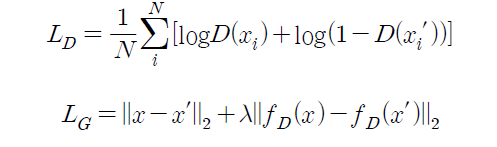 L_D = \frac{1}{N}\sum_{i}^{N}[\log D(x_i)+\log(1-D(x_i{'}))]
L_G = ||x-x{'}||_2+\lambda||f_D(x)-f_D(x{'})||_2